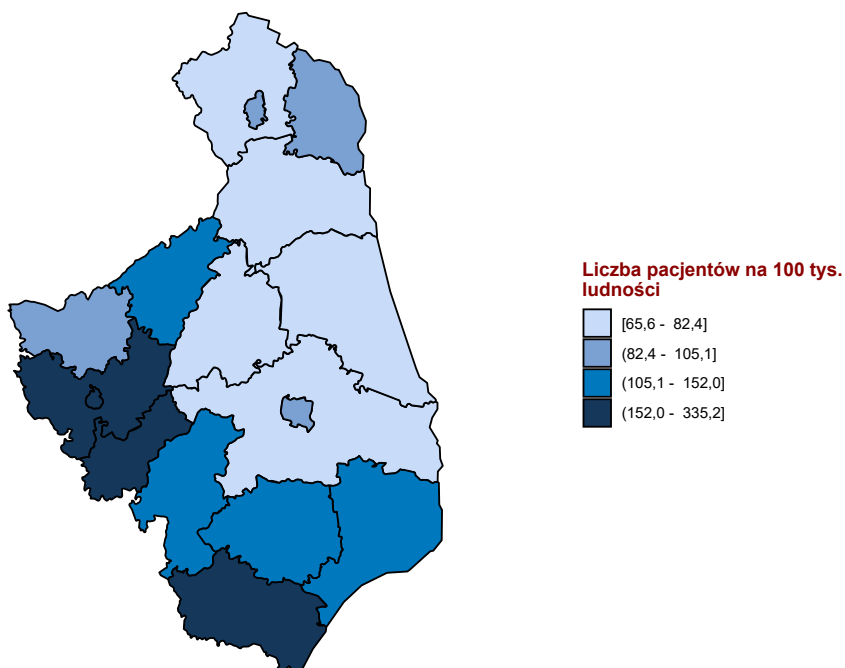 Liczba pacjentów na 100 tys.
ludności
[65,6 - 82,4]
(82,4 - 105,1]
(105,1 - 152,0]
(152,0 - 335,2]